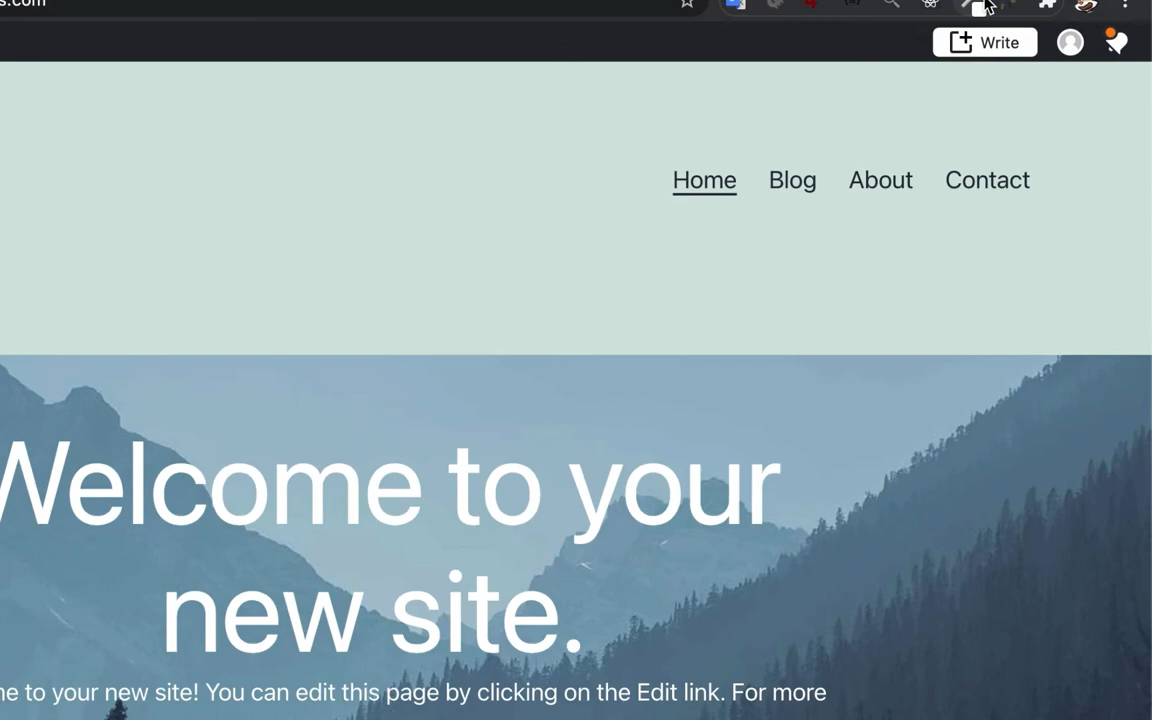 s.com
Write
Home Blog About Contact
Welcome to your
new site.
me to your new site! You can edit this page by clicking on the Edit link. For more